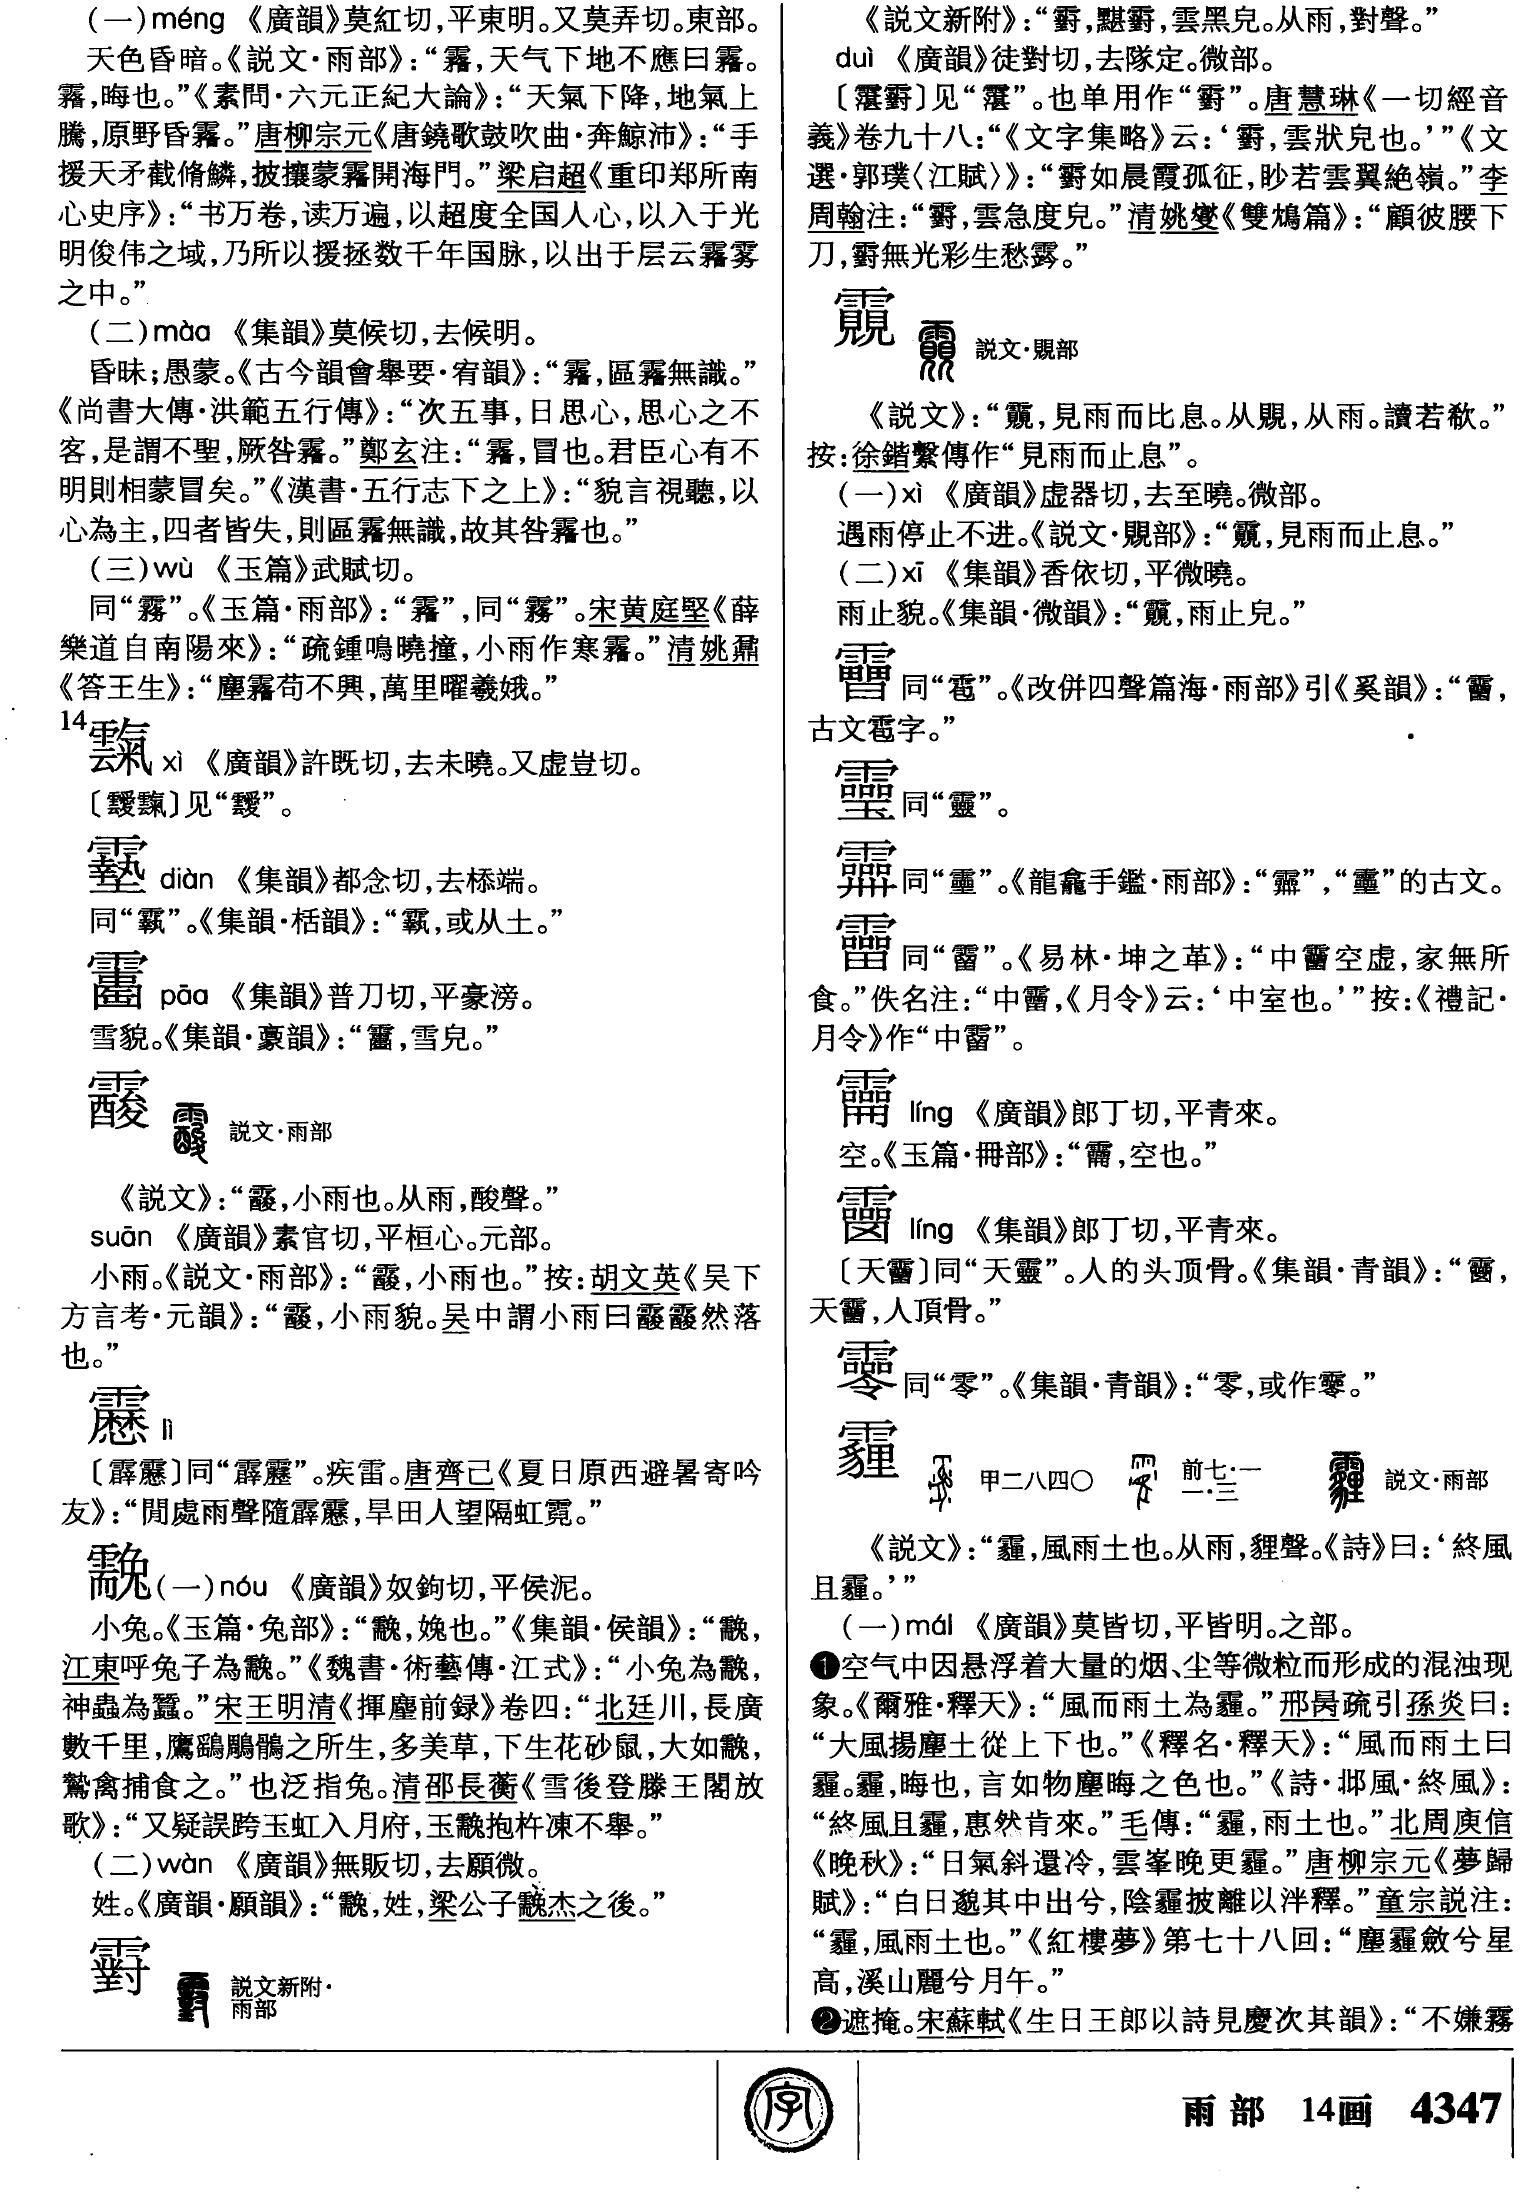 (一)méng 《廣韻》莫紅切,平東明。又莫弄切。東部。
天色昏暗。《説文·雨部》:“霿,天气下地不應曰霿。
霿,晦也。”《素問·六元正紀大論》:“天氣下降,地氣上
騰,原野昏霿。”唐柳宗元《唐鐃歌鼓吹曲·奔鯨沛》:“手
援天矛截脩鱗,披攘蒙霿開海門。”梁启超《重印郑所南
心史序》:“书万卷,读万遍,以超度全国人心,以入于光
明俊伟之域,乃所以援拯数千年国脉,以出于层云霿雾
之中。”
(二)màa 《集韻》莫候切,去候明。
昏昧;愚蒙。《古今韻會舉要·宥韻》:“霿,區霿無識。”
《尚書大傳·洪範五行傳》:“次五事,日思心,思心之不
客,是謂不聖,厥咎霿。”鄭玄注:“霿,冒也。君臣心有不
明則相蒙冒矣。”《漢書·五行志下之上》:“貌言視聽,以
心為主,四者皆失,則區霿無識,故其咎霿也。”
(三)wù 《玉篇》武賦切。
同“霧”。《玉篇·雨部》:“霿”,同“霧”。宋黄庭堅《薛
樂道自南陽來》:“疏鍾鳴曉撞,小雨作寒霿。”清姚鼐
《答王生》:“塵霿苟不興,萬里曜羲娥。”
14
䨠 xì 《廣韻》許既切,去未曉。又虚豈切。
〔靉䨠〕见“靉”。
霴 diàn 《集韻》都念切,去㮇端。
《集韻·栝韻》:“或从土。”
pāa 《集韻》普刀切,平豪滂。
雪貌。《集韻·豪韻》:“雪皃。”
䨢 説文·雨部
《説文》:“䨢,小雨也。从雨,酸聲。”
suān 《廣韻》素官切,平桓心。元部。
小雨。《説文·雨部》:“䨢,小雨也。”按:胡文英《吴下
方言考·元韻》:“䨢,小雨貌。吴中謂小雨曰䨢䨢然落
也。”
lì
〔霹〕同“霹靂”。疾雷。唐齊己《夏日原西避暑寄吟
友》:“閒處雨聲隨霹,旱田人望隔虹霓。”
䨲(一)nóu 《廣韻》奴鉤切,平侯泥。
小兔。《玉篇·兔部》:“䨲,㝹也。”《集韻·侯韻》:“䨲,
江東呼兔子為䨲。”《魏書·術藝傳·江式》:“小兔為䨲,
神蟲為蠶。”宋王明清《揮麈前録》卷四:“北廷川,長廣
數千里,鷹鷂鵰鶻之所生,多美草,下生花砂鼠,大如䨲,
鷙禽捕食之。”也泛指兔。清邵長蘅《雪後登滕王閣放
歌》:“又疑誤跨玉虹入月府,玉䨲抱杵凍不舉。”
(二)wàn 《廣韻》無販切,去願微。
姓。《廣韻·願韻》:“䨲,姓,梁公子䨲杰之後。”
䨴 説文新附·
雨部
《説文新附》:“䨴,黮䨴,雲黑皃。从雨,對聲。”
duì 《廣韻》徒對切,去隊定。微部。
〔䨴〕见“”。也单用作“䨴”。唐慧琳《一切經音
義》卷九十八:“《文字集略》云:‘䨴,雲狀皃也。’”《文
選·郭璞〈江賦〉》:“䨴如晨霞孤征,眇若雲翼絶嶺。”李
周翰注:“䨴,雲急度皃。”清姚燮《雙鴆篇》:“顧彼腰下
刀,䨴無光彩生愁䨛。”
䨳 説文·覞部
《説文》:“䨳,見雨而比息。从覞,从雨。讀若欷。”
按:徐鍇繫傳作“見雨而止息”。
(一)xì 《廣韻》虚器切,去至曉。微部。
遇雨停止不进。《説文·覞部》:“䨳,見雨而止息。”
(二)xī 《集韻》香依切,平微曉。
雨止貌。《集韻·微韻》:“䨳,雨止皃。”
同“雹”。《改併四聲篇海·雨部》引《奚韻》:“
古文雹字。”
同“靈”。
同“靈”。《龍龕手鑑·雨部》:“”,“靈”的古文。
同“霤”。《易林·坤之革》:“中空虚,家無所
食。”佚名注:“中霤,《月令》云:‘中室也。’”按:《禮記·
月令》作“中霤”。
líng 《廣韻》郎丁切,平青來。
空。《玉篇·冊部》:“空也。”
líng 《集韻》郎丁切,平青來。
〔天〕同“天靈”。人的头顶骨。《集韻·青韻》:“
天,人頂骨。”
同“零”。《集韻·青韻》:“零,或作。”
霾 甲二八四〇 前七·一一·三 説文·雨部
《説文》:“霾,風雨土也。从雨,貍聲。《詩》曰:‘終風
且霾。’”
(一)mái 《廣韻》莫皆切,平皆明。之部。
❶空气中因悬浮着大量的烟、尘等微粒而形成的混浊现
象。《爾雅·釋天》:“風而雨土為霾。”邢昺疏引孫炎曰:
“大風揚塵土從上下也。”《釋名·釋天》:“風而雨土曰
霾。霾,晦也,言如物塵晦之色也。”《詩·邶風·終風》:
“終風且霾,惠然肯來。”毛傳:“霾,雨土也。”北周庾信
《晚秋》:“日氣斜還冷,雲峯晚更霾。”唐柳宗元《夢歸
賦》:“白日邈其中出兮,陰霾披離以泮釋。”童宗説注:
“霾,風雨土也。”《紅樓夢》第七十八回:“塵霾斂兮星
高,溪山麗兮月午。”
❷遮掩。宋蘇軾《生日王郎以詩見慶次其韻》:“不嫌霧
字
雨部 14画 4347